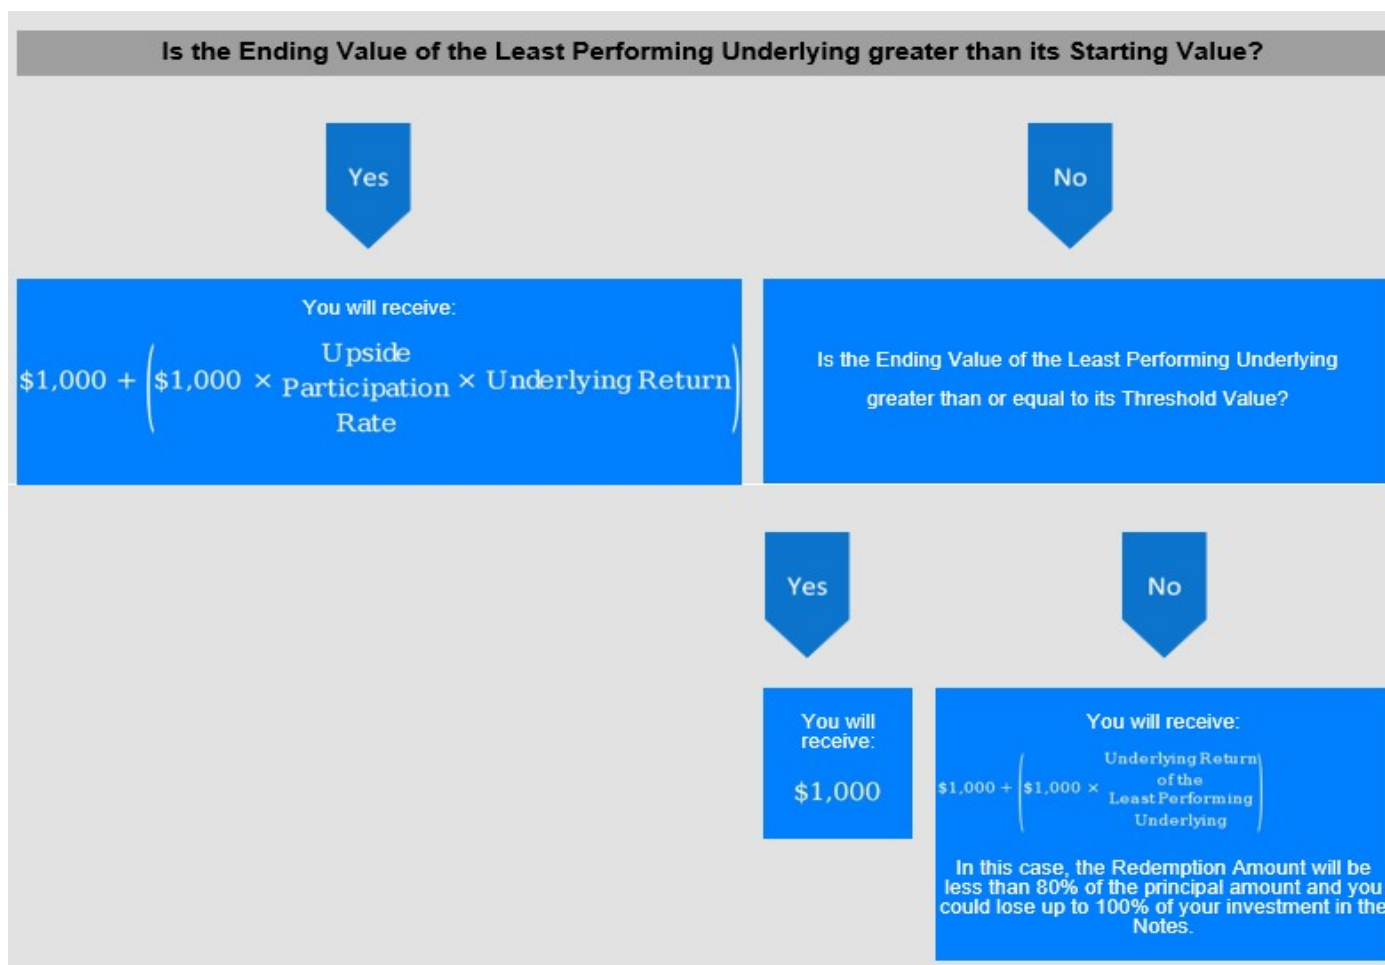 Is the Ending Value of the Least Performing Underlying greater than its Starting Value?
Yes
No
You will receive:
$1,000 + ($1,000 × Upside Participation Rate × Underlying Return)
Is the Ending Value of the Least Performing Underlying
greater than or equal to its Threshold Value?
Yes
No
You will
receive:
$1,000
You will receive:
$1,000 + ($1,000 × Underlying Return of the Least Performing Underlying)
In this case, the Redemption Amount will be
less than 80% of the principal amount and you
could lose up to 100% of your investment in the
Notes.